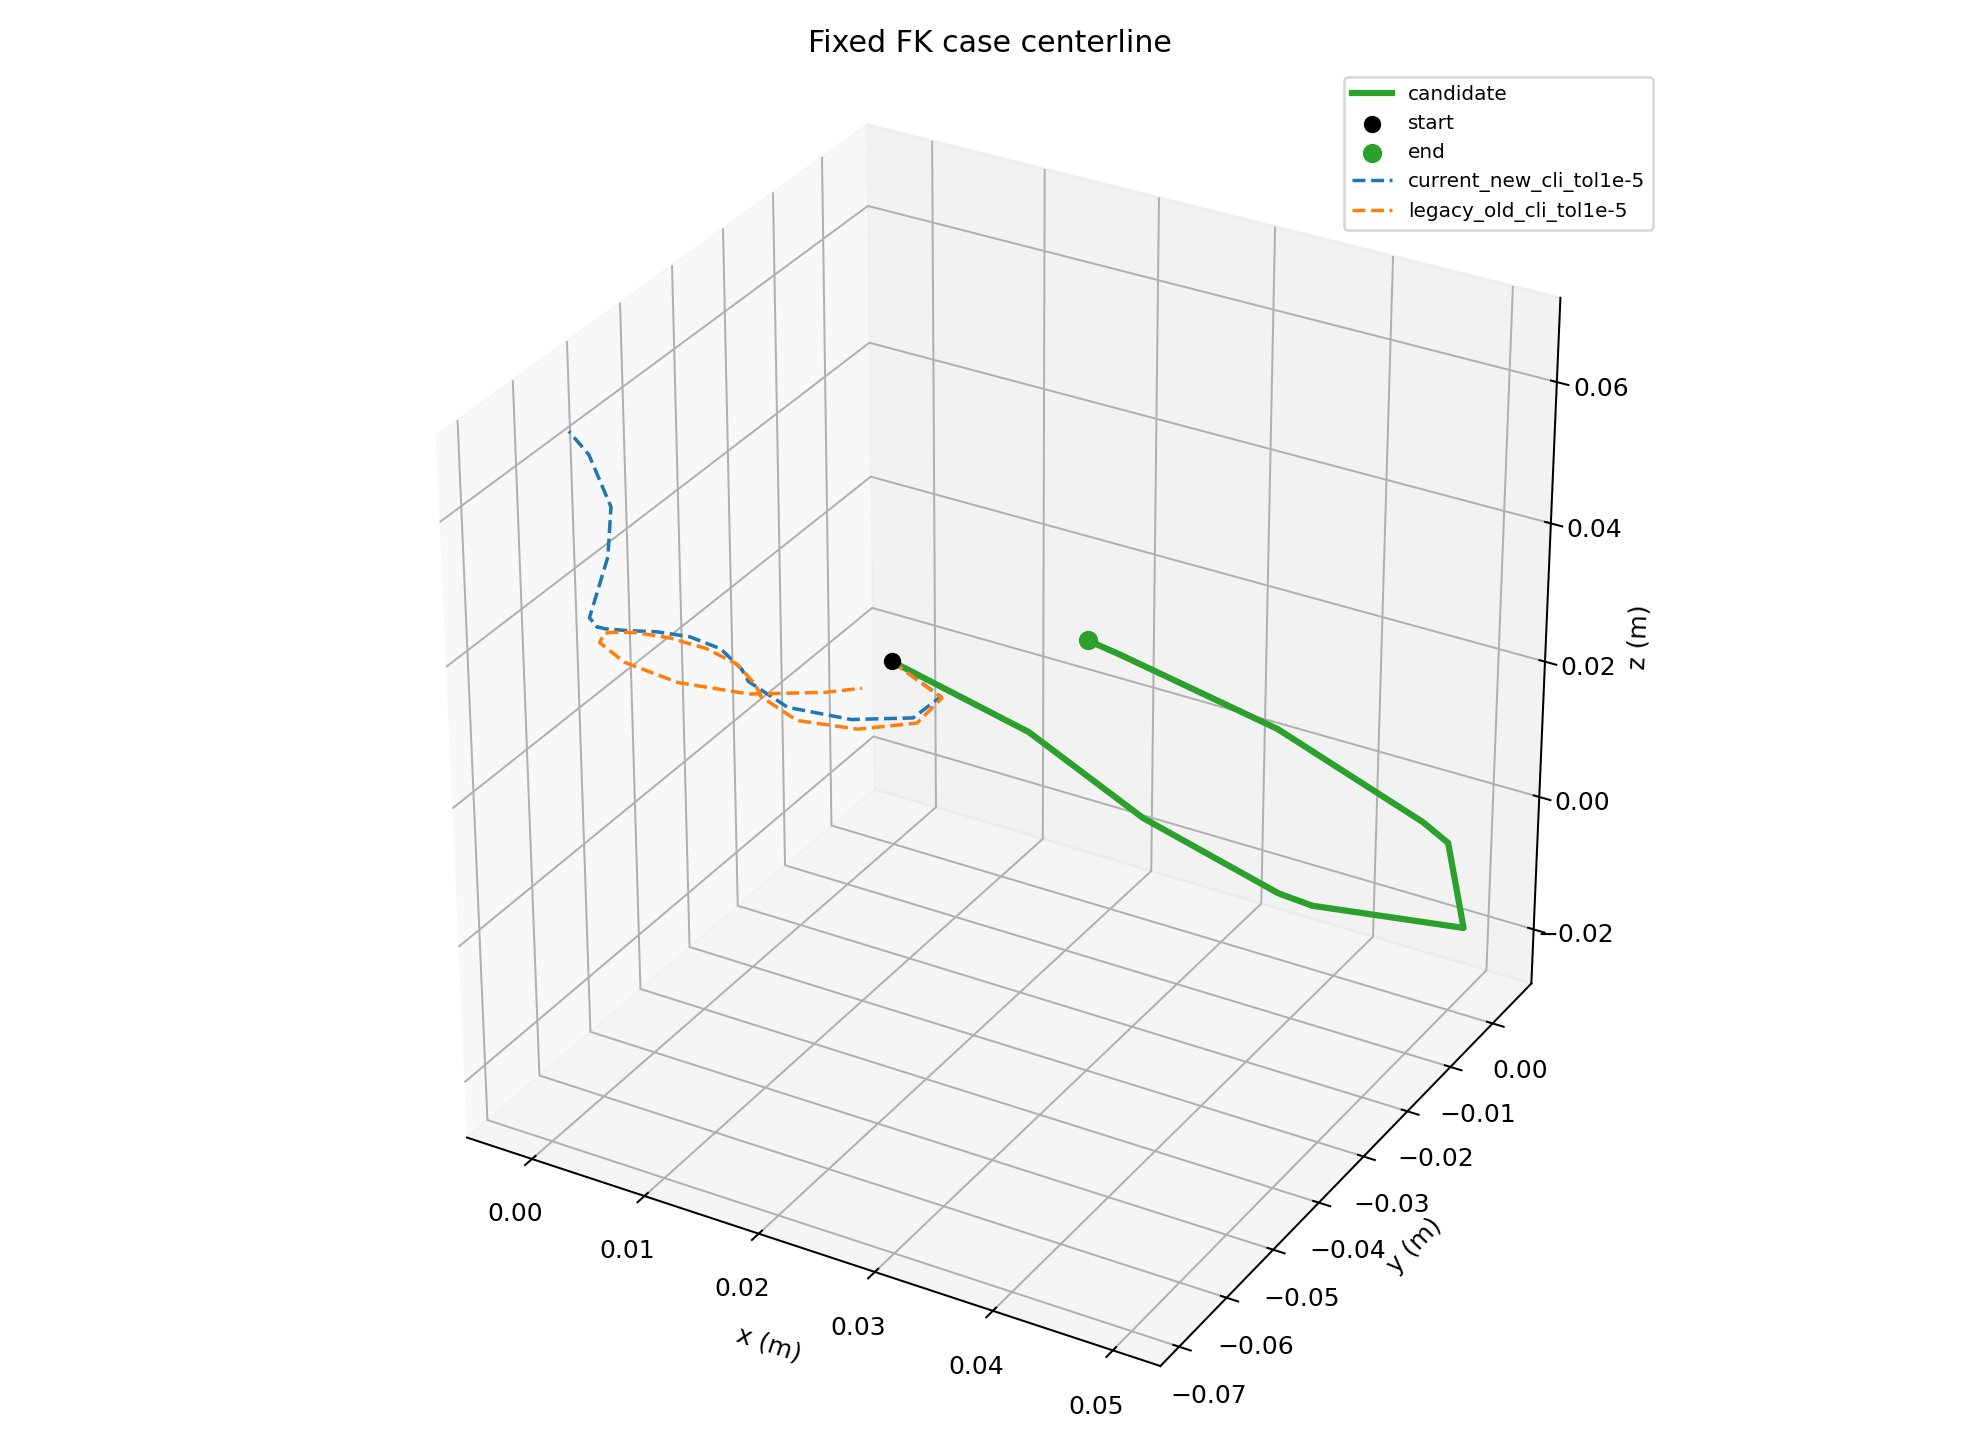 Fixed FK case centerline
candidate
start
end
current_new_cli_tol1e-5
legacy_old_cli_tol1e-5
0.06
0.04
0.02
0.00
−0.02
z (m)
0.00
−0.01
−0.02
−0.03
−0.04
−0.05
−0.06
−0.07
y (m)
0.00
0.01
0.02
0.03
0.04
0.05
x (m)